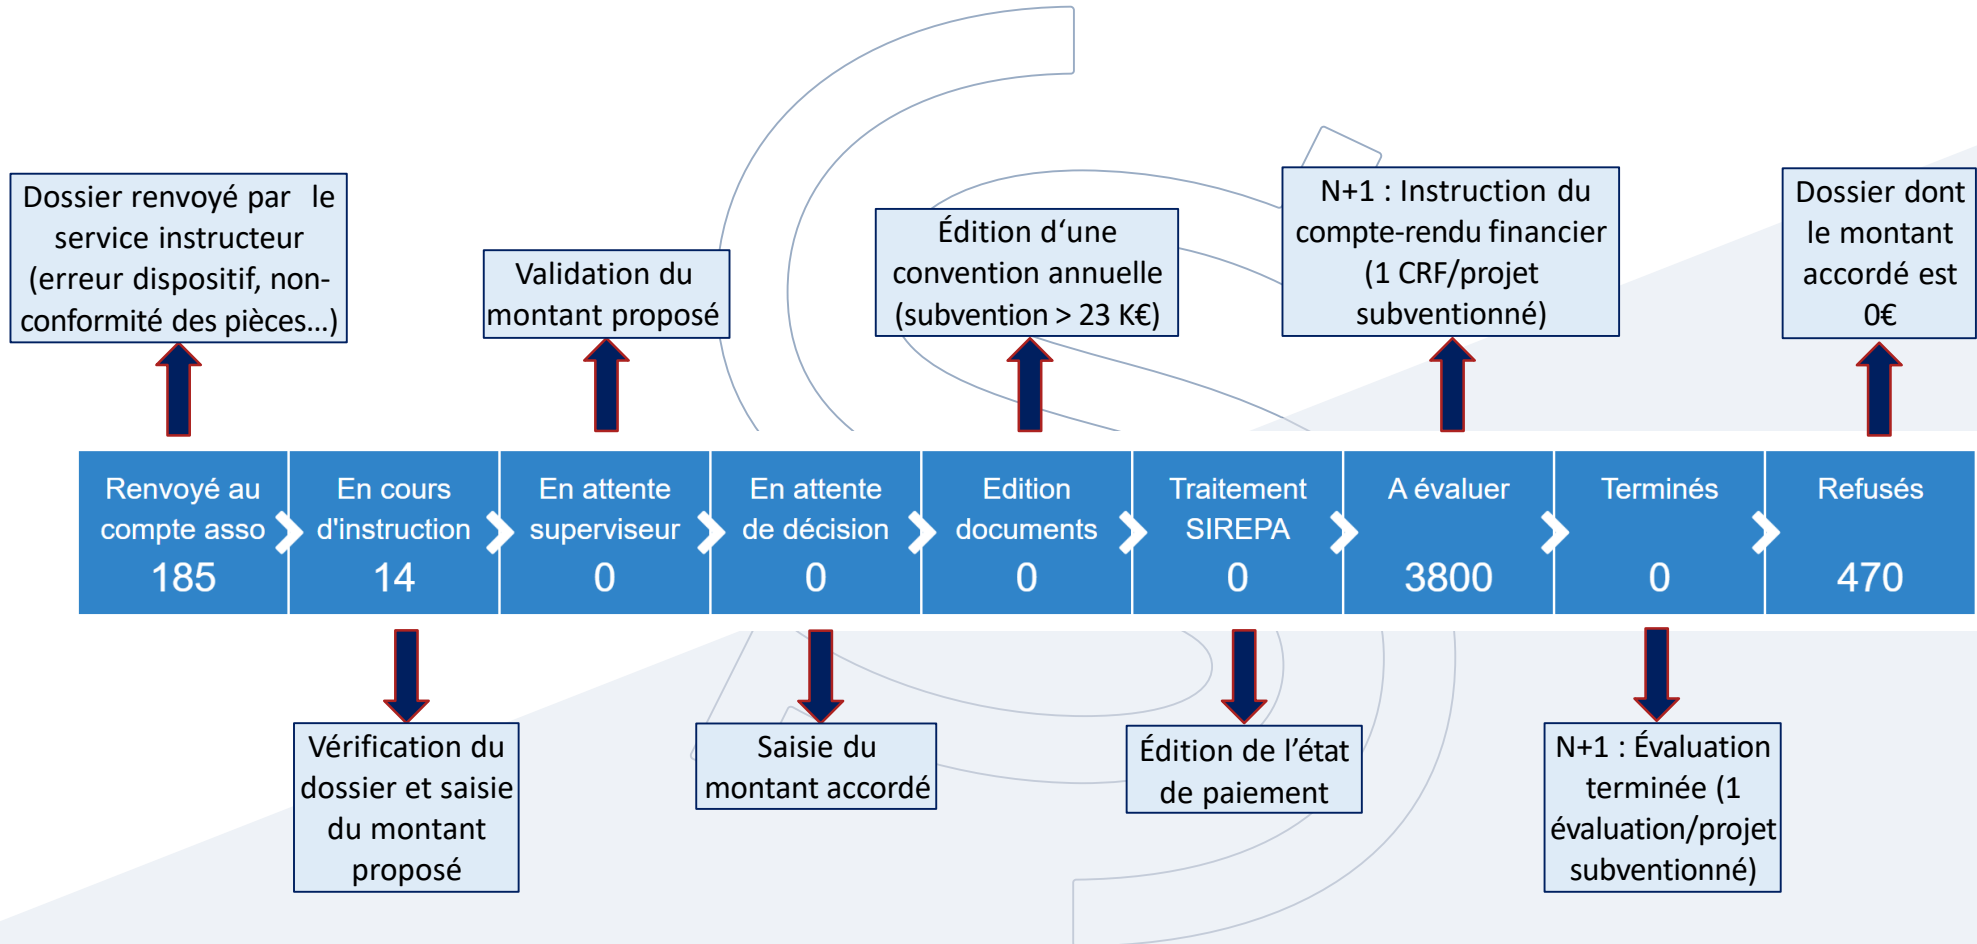 Dossier renvoyé par le
service instructeur
(erreur dispositif, non-
conformité des pièces...)
Validation du
montant proposé
Édition d‘une
convention annuelle
(subvention > 23 K€)
N+1 : Instruction du
compte-rendu financier
(1 CRF/projet
subventionné)
Dossier dont
le montant
accordé est
0€
Renvoyé au
compte asso
185
En cours
d'instruction
14
En attente
superviseur
0
En attente
de décision
0
Edition
documents
0
Traitement
SIREPA
0
A évaluer
3800
Terminés
0
Refusés
470
Vérification du
dossier et saisie
du montant
proposé
Saisie du
montant accordé
Édition de l’état
de paiement
N+1 : Évaluation
terminée (1
évaluation/projet
subventionné)